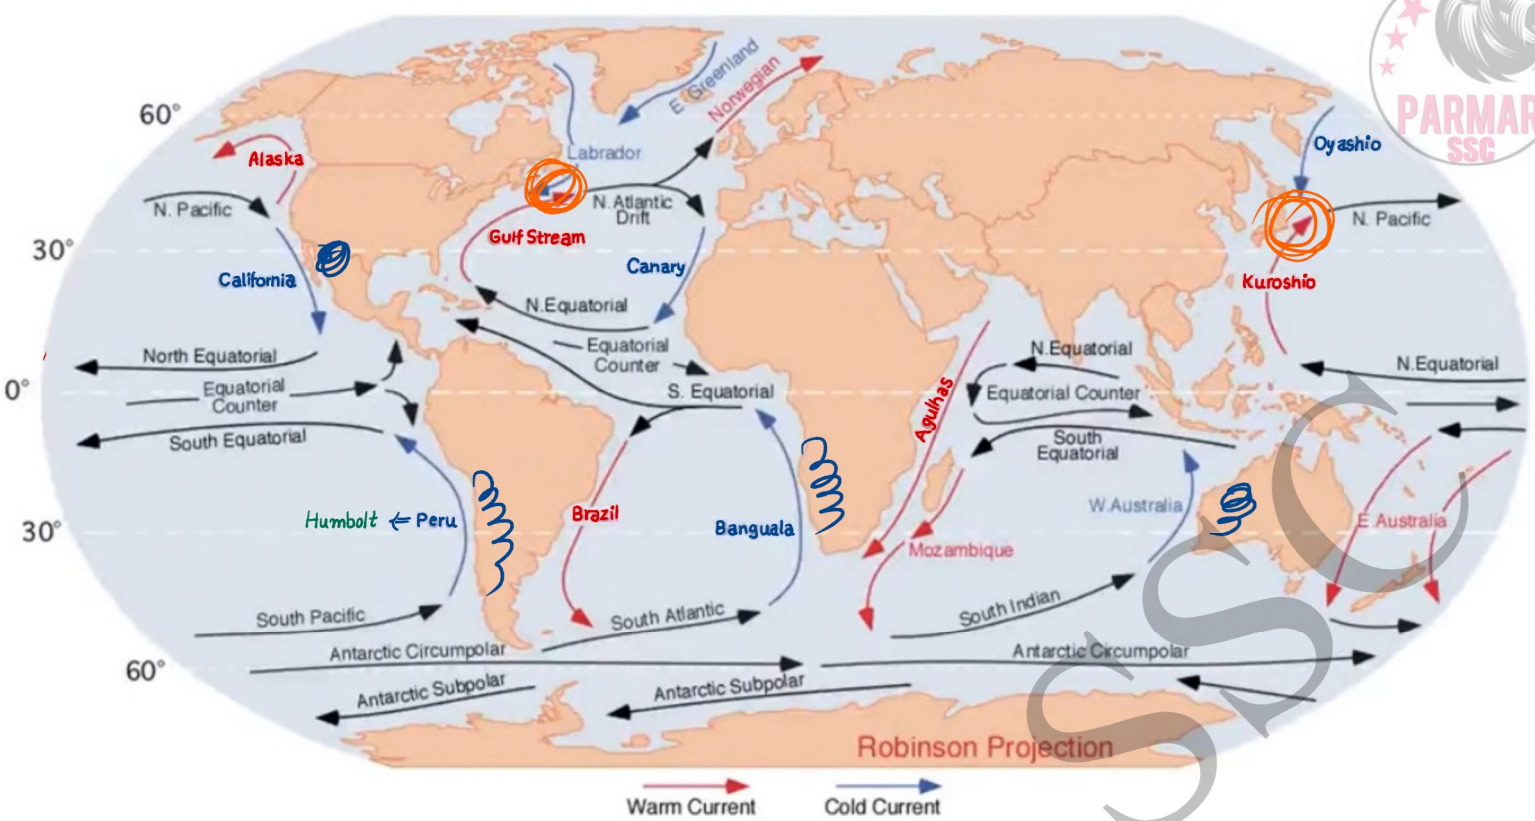 PARMAR
SSC
60°
E. Greenland
Norwegian
Labrador
Oyashio
Alaska
N. Pacific
N.Atlantic
Drift
N. Pacific
Gulf Stream
30°
California
Canary
Kuroshio
N.Equatorial
North Equatorial
Equatorial
Counter
N.Equatorial
N.Equatorial
0°
Equatorial
Counter
S. Equatorial
Agulhas
Equatorial Counter
South Equatorial
South
Equatorial
Humbolt ← Peru
Brazil
Banguala
W.Australia
E.Australia
30°
Mozambique
South Pacific
South Atlantic
South Indian
Antarctic Circumpolar
Antarctic Circumpolar
60°
Antarctic Subpolar
Antarctic Subpolar
Robinson Projection
Warm Current
Cold Current
SSC